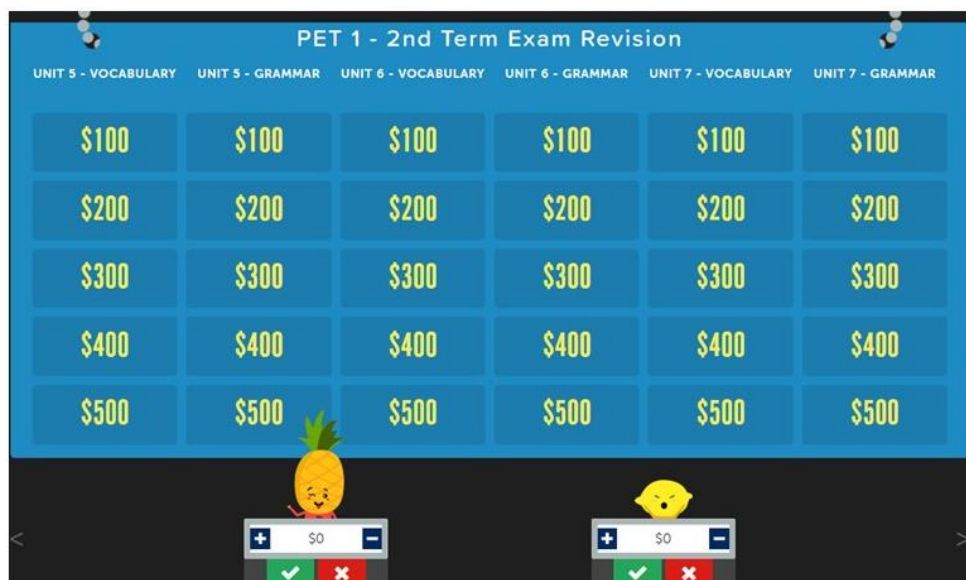 PET 1 - 2nd Term Exam Revision
UNIT 5 - VOCABULARY UNIT 5 - GRAMMAR UNIT 6 - VOCABULARY UNIT 6 - GRAMMAR UNIT 7 - VOCABULARY UNIT 7 - GRAMMAR
$100 $100 $100 $100 $100 $100
$200 $200 $200 $200 $200 $200
$300 $300 $300 $300 $300 $300
$400 $400 $400 $400 $400 $400
$500 $500 $500 $500 $500 $500
+ $0 - + $0 -